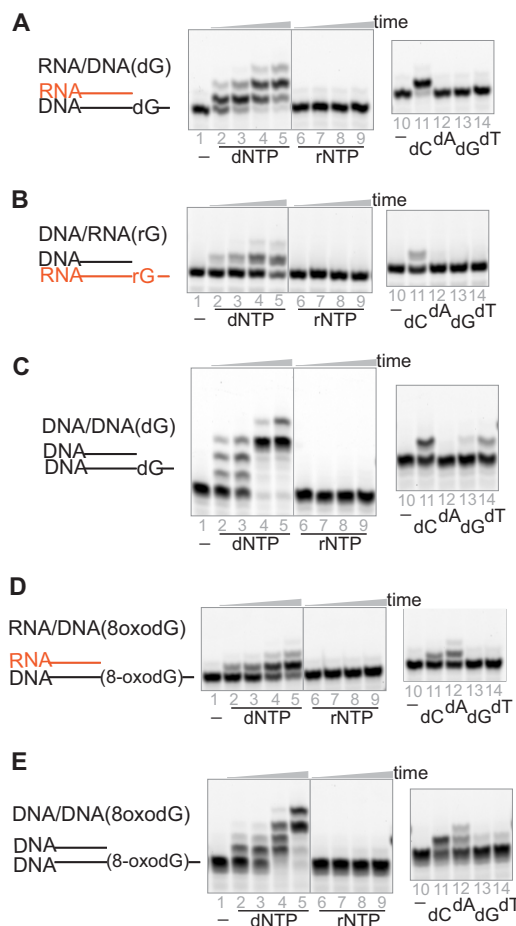 A
time
RNA/DNA(dG)
RNA
DNA dG
1 2 3 4 5 6 7 8 9
– dNTP rNTP
10 11 12 13 14
– dC dA dG dT
B
time
DNA/RNA(rG)
DNA
RNA rG
1 2 3 4 5 6 7 8 9
– dNTP rNTP
10 11 12 13 14
– dC dA dG dT
C
time
DNA/DNA(dG)
DNA
DNA dG
1 2 3 4 5 6 7 8 9
– dNTP rNTP
10 11 12 13 14
– dC dA dG dT
D
time
RNA/DNA(8oxodG)
RNA
DNA (8-oxodG)
1 2 3 4 5 6 7 8 9
– dNTP rNTP
10 11 12 13 14
– dC dA dG dT
E
time
DNA/DNA(8oxodG)
DNA
DNA (8-oxodG)
1 2 3 4 5 6 7 8 9
– dNTP rNTP
10 11 12 13 14
– dC dA dG dT